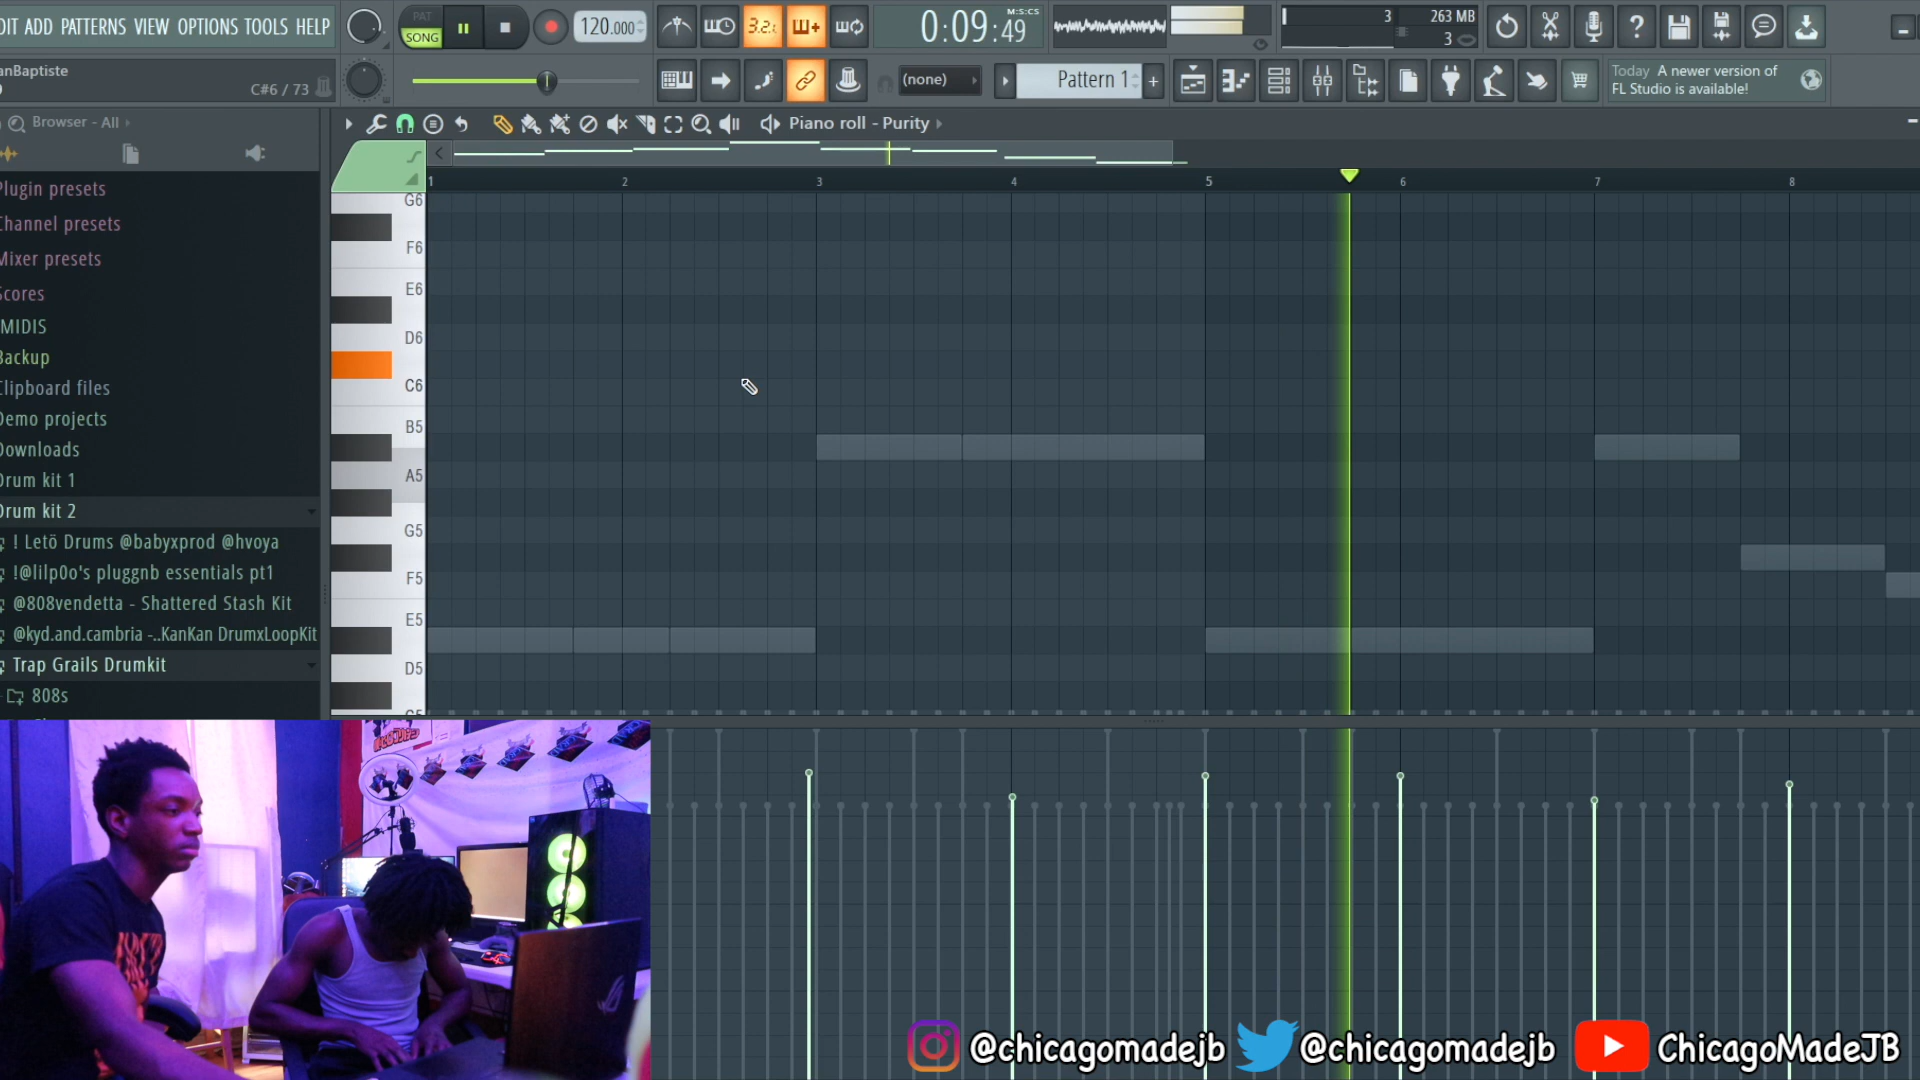 DIT ADD PATTERNS VIEW OPTIONS TOOLS HELP
PAT
SONG
120.000
3.2.
0:09:49
M:S:CS
3
263 MB
3
anBaptiste
C#6 / 73
(none)
Pattern 1
+
Today A newer version of
FL Studio is available!
Browser - All
Piano roll - Purity
Plugin presets
Channel presets
Mixer presets
Scores
MIDIS
Backup
Clipboard files
Demo projects
Downloads
Drum kit 1
Drum kit 2
! Letö Drums @babyxprod @hvoya
!@lilp0o's pluggnb essentials pt1
@808vendetta - Shattered Stash Kit
@kyd.and.cambria -..KanKan DrumxLoopKit
Trap Grails Drumkit
808s
1 2 3 4 5 6 7 8
G6
F6
E6
D6
C6
B5
A5
G5
F5
E5
D5
@chicagomadejb @chicagomadejb ChicagoMadeJB